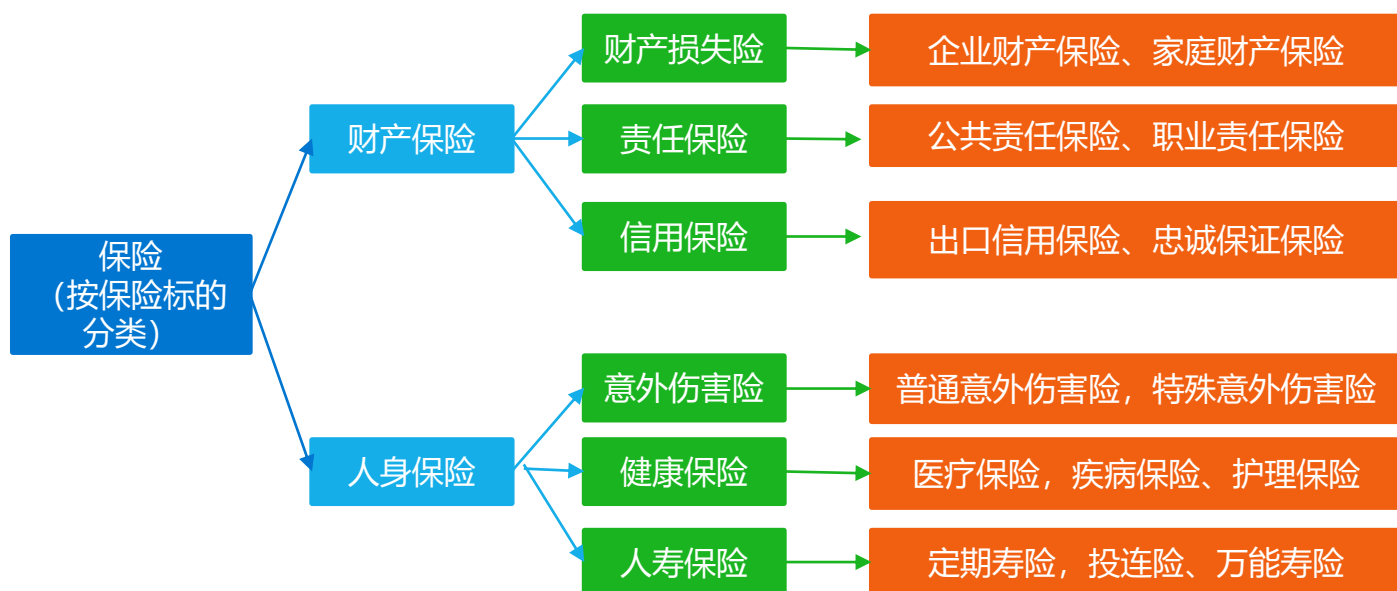 保险
（按保险标的
分类）
财产保险
财产损失险
企业财产保险、家庭财产保险
责任保险
公共责任保险、职业责任保险
信用保险
出口信用保险、忠诚保证保险
人身保险
意外伤害险
普通意外伤害险，特殊意外伤害险
健康保险
医疗保险，疾病保险、护理保险
人寿保险
定期寿险，投连险、万能寿险